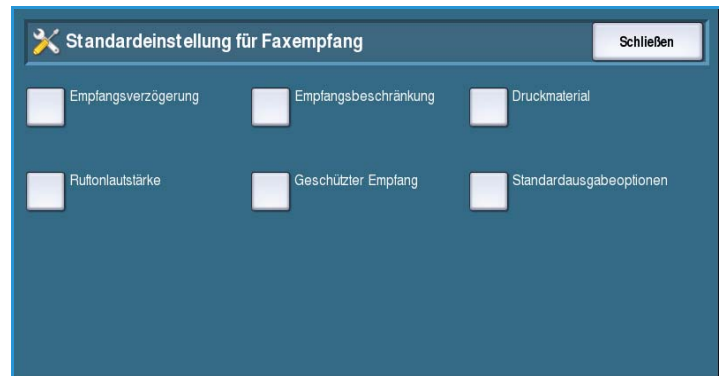 Standardeinstellung für Faxempfang
Schließen
Empfangsverzögerung
Empfangsbeschränkung
Druckmaterial
Ruftonlautstärke
Geschützter Empfang
Standardausgabeoptionen